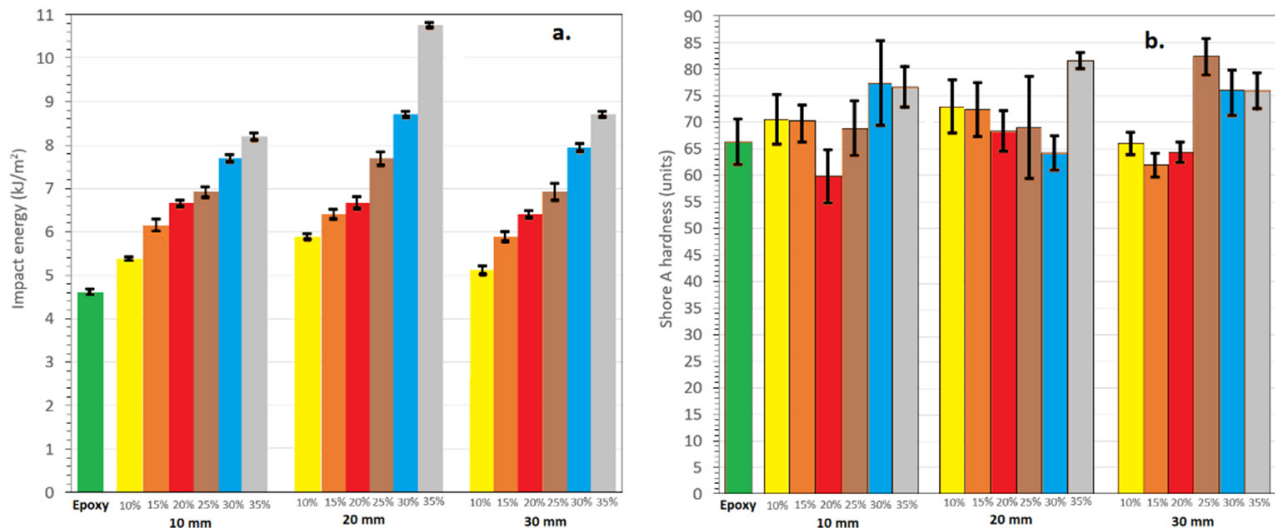 11
10
9
8
7
6
5
4
3
2
1
0
Impact energy (kJ/m²)
a.
Epoxy
10% 15% 20% 25% 30% 35%
10 mm
10% 15% 20% 25% 30% 35%
20 mm
10% 15% 20% 25% 30% 35%
30 mm
90
85
80
75
70
65
60
55
50
45
40
35
30
25
20
15
10
5
0
Shore A hardness (units)
b.
Epoxy
10% 15% 20% 25% 30% 35%
10 mm
10% 15% 20% 25% 30% 35%
20 mm
10% 15% 20% 25% 30% 35%
30 mm